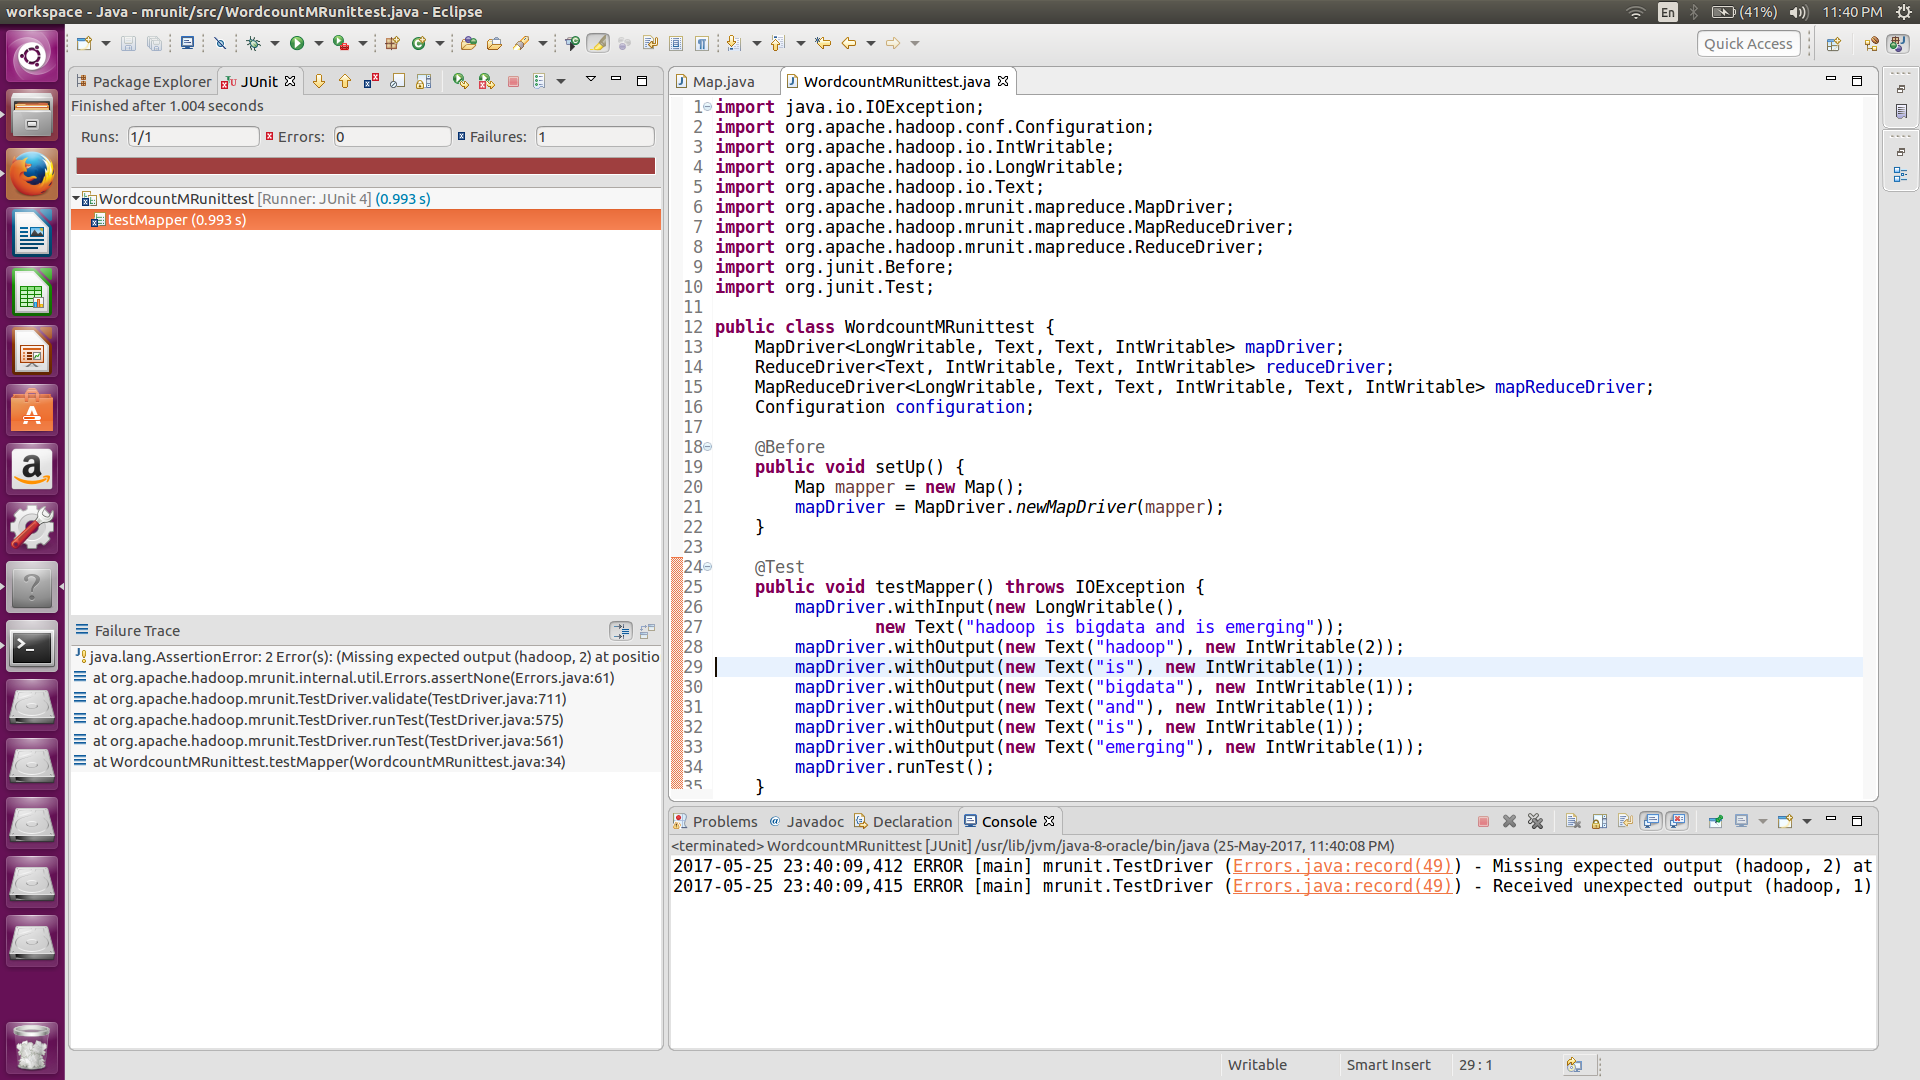 workspace - Java - mrunit/src/WordcountMRunittest.java - Eclipse
En
(41%)
11:40 PM
Quick Access
Package Explorer
JUnit
Finished after 1.004 seconds
Runs: 1/1
Errors: 0
Failures: 1
WordcountMRunittest [Runner: JUnit 4] (0.993 s)
testMapper (0.993 s)
Failure Trace
java.lang.AssertionError: 2 Error(s): (Missing expected output (hadoop, 2) at positio
at org.apache.hadoop.mrunit.internal.util.Errors.assertNone(Errors.java:61)
at org.apache.hadoop.mrunit.TestDriver.validate(TestDriver.java:711)
at org.apache.hadoop.mrunit.TestDriver.runTest(TestDriver.java:575)
at org.apache.hadoop.mrunit.TestDriver.runTest(TestDriver.java:561)
at WordcountMRunittest.testMapper(WordcountMRunittest.java:34)
Map.java
WordcountMRunittest.java
1 import java.io.IOException;
2 import org.apache.hadoop.conf.Configuration;
3 import org.apache.hadoop.io.IntWritable;
4 import org.apache.hadoop.io.LongWritable;
5 import org.apache.hadoop.io.Text;
6 import org.apache.hadoop.mrunit.mapreduce.MapDriver;
7 import org.apache.hadoop.mrunit.mapreduce.MapReduceDriver;
8 import org.apache.hadoop.mrunit.mapreduce.ReduceDriver;
9 import org.junit.Before;
10 import org.junit.Test;
11
12 public class WordcountMRunittest {
13 MapDriver<LongWritable, Text, Text, IntWritable> mapDriver;
14 ReduceDriver<Text, IntWritable, Text, IntWritable> reduceDriver;
15 MapReduceDriver<LongWritable, Text, Text, IntWritable, Text, IntWritable> mapReduceDriver;
16 Configuration configuration;
17
18 @Before
19 public void setUp() {
20 Map mapper = new Map();
21 mapDriver = MapDriver.newMapDriver(mapper);
22 }
23
24 @Test
25 public void testMapper() throws IOException {
26 mapDriver.withInput(new LongWritable(),
27 new Text("hadoop is bigdata and is emerging"));
28 mapDriver.withOutput(new Text("hadoop"), new IntWritable(2));
29 mapDriver.withOutput(new Text("is"), new IntWritable(1));
30 mapDriver.withOutput(new Text("bigdata"), new IntWritable(1));
31 mapDriver.withOutput(new Text("and"), new IntWritable(1));
32 mapDriver.withOutput(new Text("is"), new IntWritable(1));
33 mapDriver.withOutput(new Text("emerging"), new IntWritable(1));
34 mapDriver.runTest();
35 }
Problems
@ Javadoc
Declaration
Console
<terminated> WordcountMRunittest [JUnit] /usr/lib/jvm/java-8-oracle/bin/java (25-May-2017, 11:40:08 PM)
2017-05-25 23:40:09,412 ERROR [main] mrunit.TestDriver (Errors.java:record(49)) - Missing expected output (hadoop, 2) at
2017-05-25 23:40:09,415 ERROR [main] mrunit.TestDriver (Errors.java:record(49)) - Received unexpected output (hadoop, 1)
Writable
Smart Insert
29 : 1